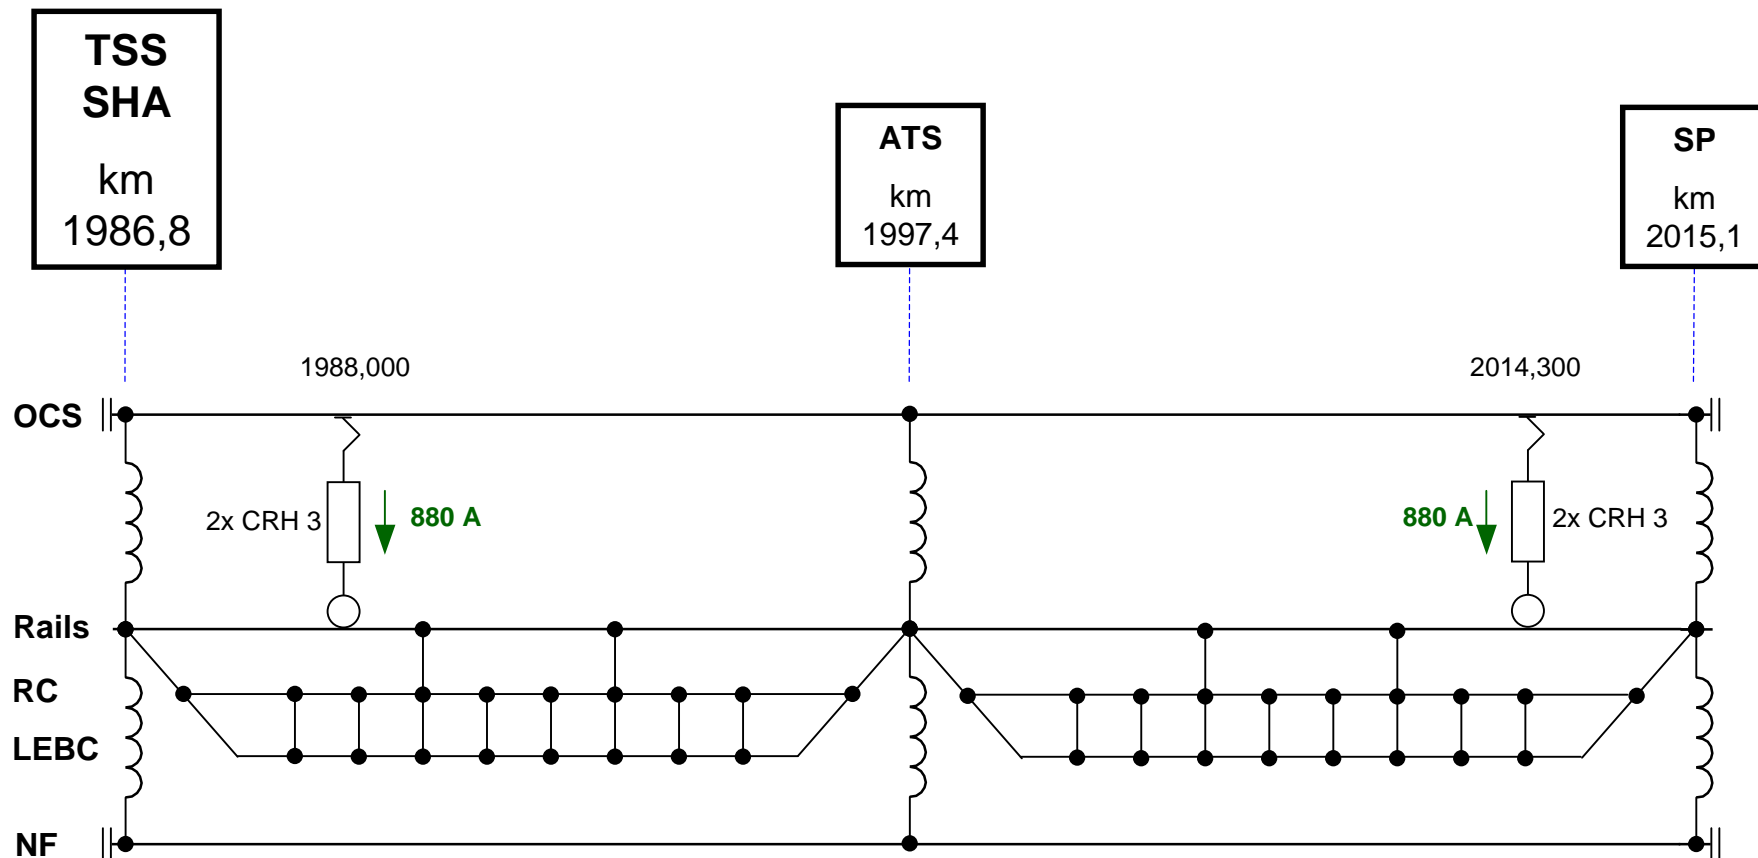 TSS
SHA
km
1986,8
ATS
km
1997,4
SP
km
2015,1
1988,000
2014,300
OCS
2x CRH 3
880 A
880 A
2x CRH 3
Rails
RC
LEBC
NF